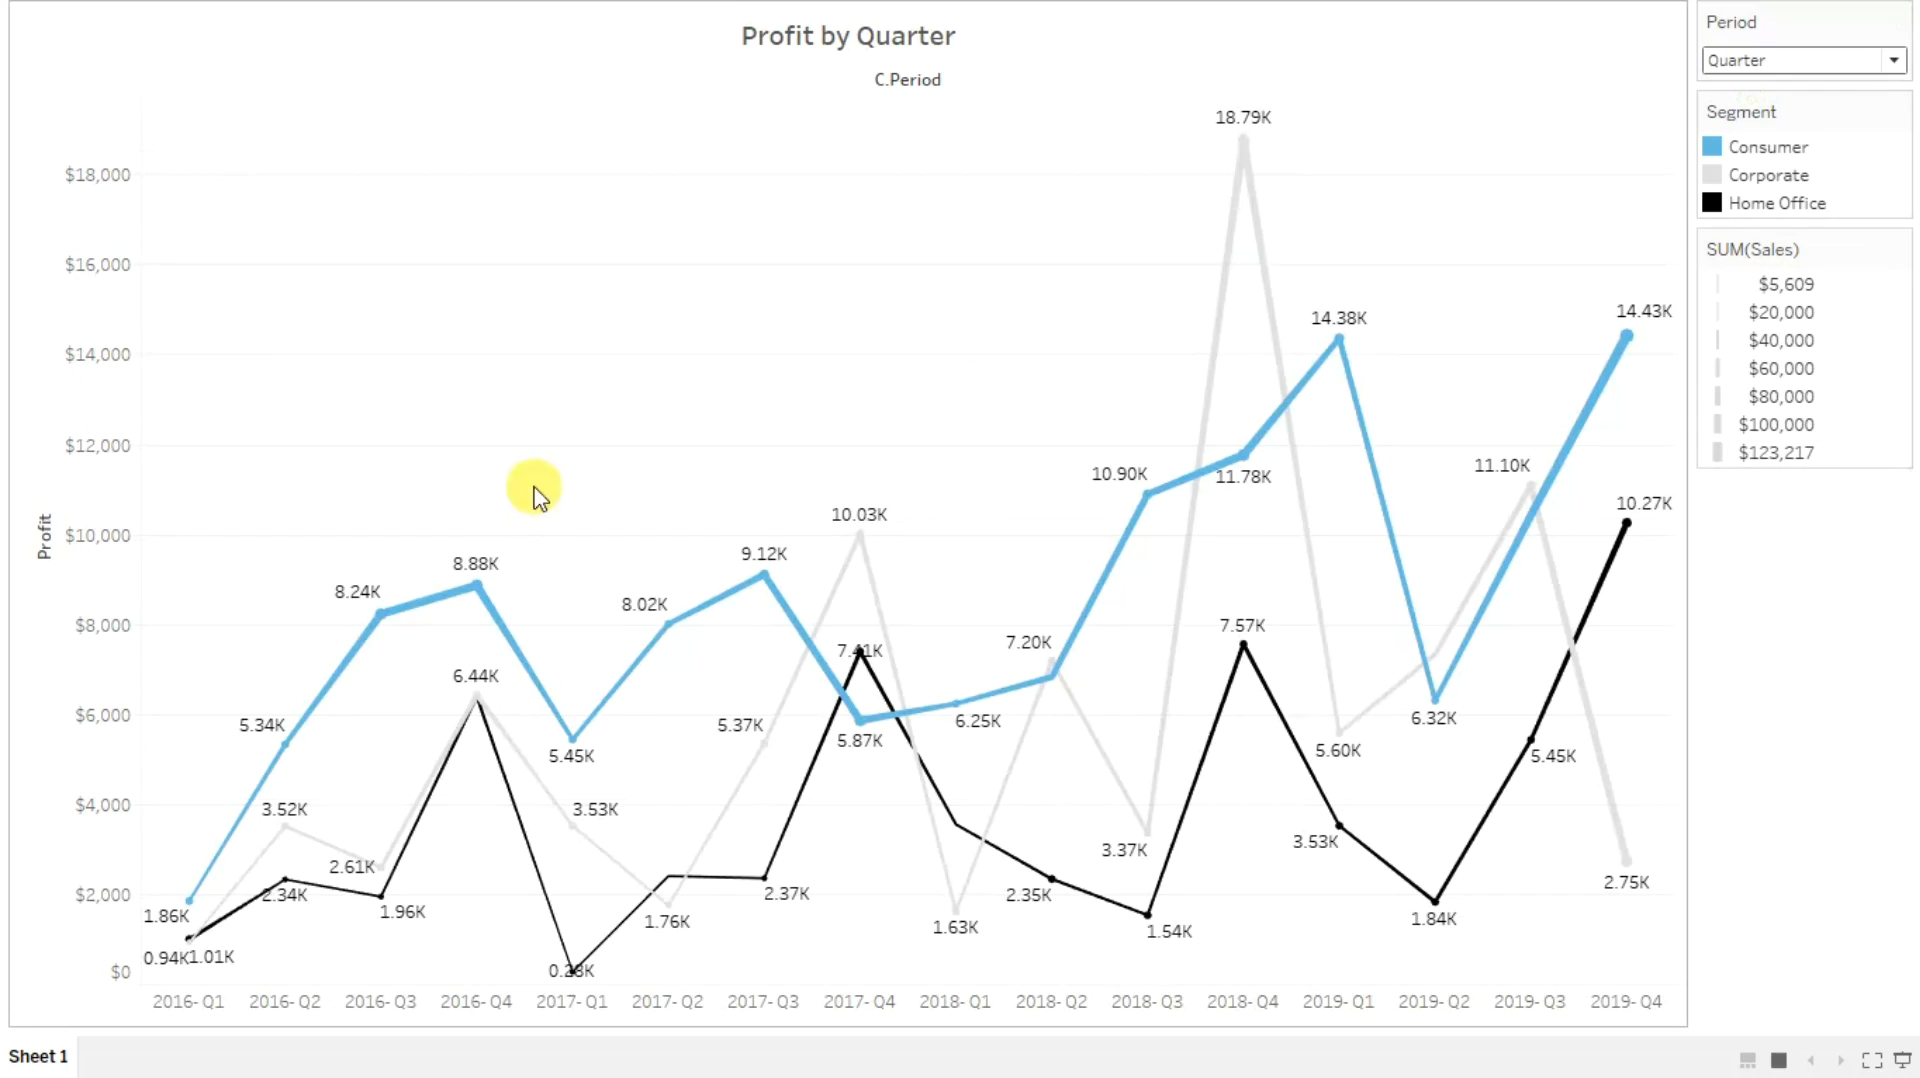 Profit by Quarter
C.Period
18.79K
$18,000
$16,000
14.38K
14.43K
$14,000
$12,000
10.90K
11.78K
11.10K
10.27K
10.03K
Profit
$10,000
9.12K
8.88K
8.24K
8.02K
$8,000
7.57K
7.20K
7.41K
6.44K
$6,000
5.34K
5.37K
5.87K
6.25K
6.32K
5.45K
5.60K
5.45K
$4,000
3.52K
3.53K
3.53K
3.37K
2.61K
2.34K
1.96K
2.37K
2.35K
2.75K
$2,000
1.86K
1.76K
1.63K
1.54K
1.84K
0.94K
1.01K
$0
2016- Q1 2016- Q2 2016- Q3 2016- Q4 2017- Q1 2017- Q2 2017- Q3 2017- Q4 2018- Q1 2018- Q2 2018- Q3 2018- Q4 2019- Q1 2019- Q2 2019- Q3 2019- Q4
Period
Quarter
Segment
Consumer
Corporate
Home Office
SUM(Sales)
$5,609
$20,000
$40,000
$60,000
$80,000
$100,000
$123,217
Sheet 1